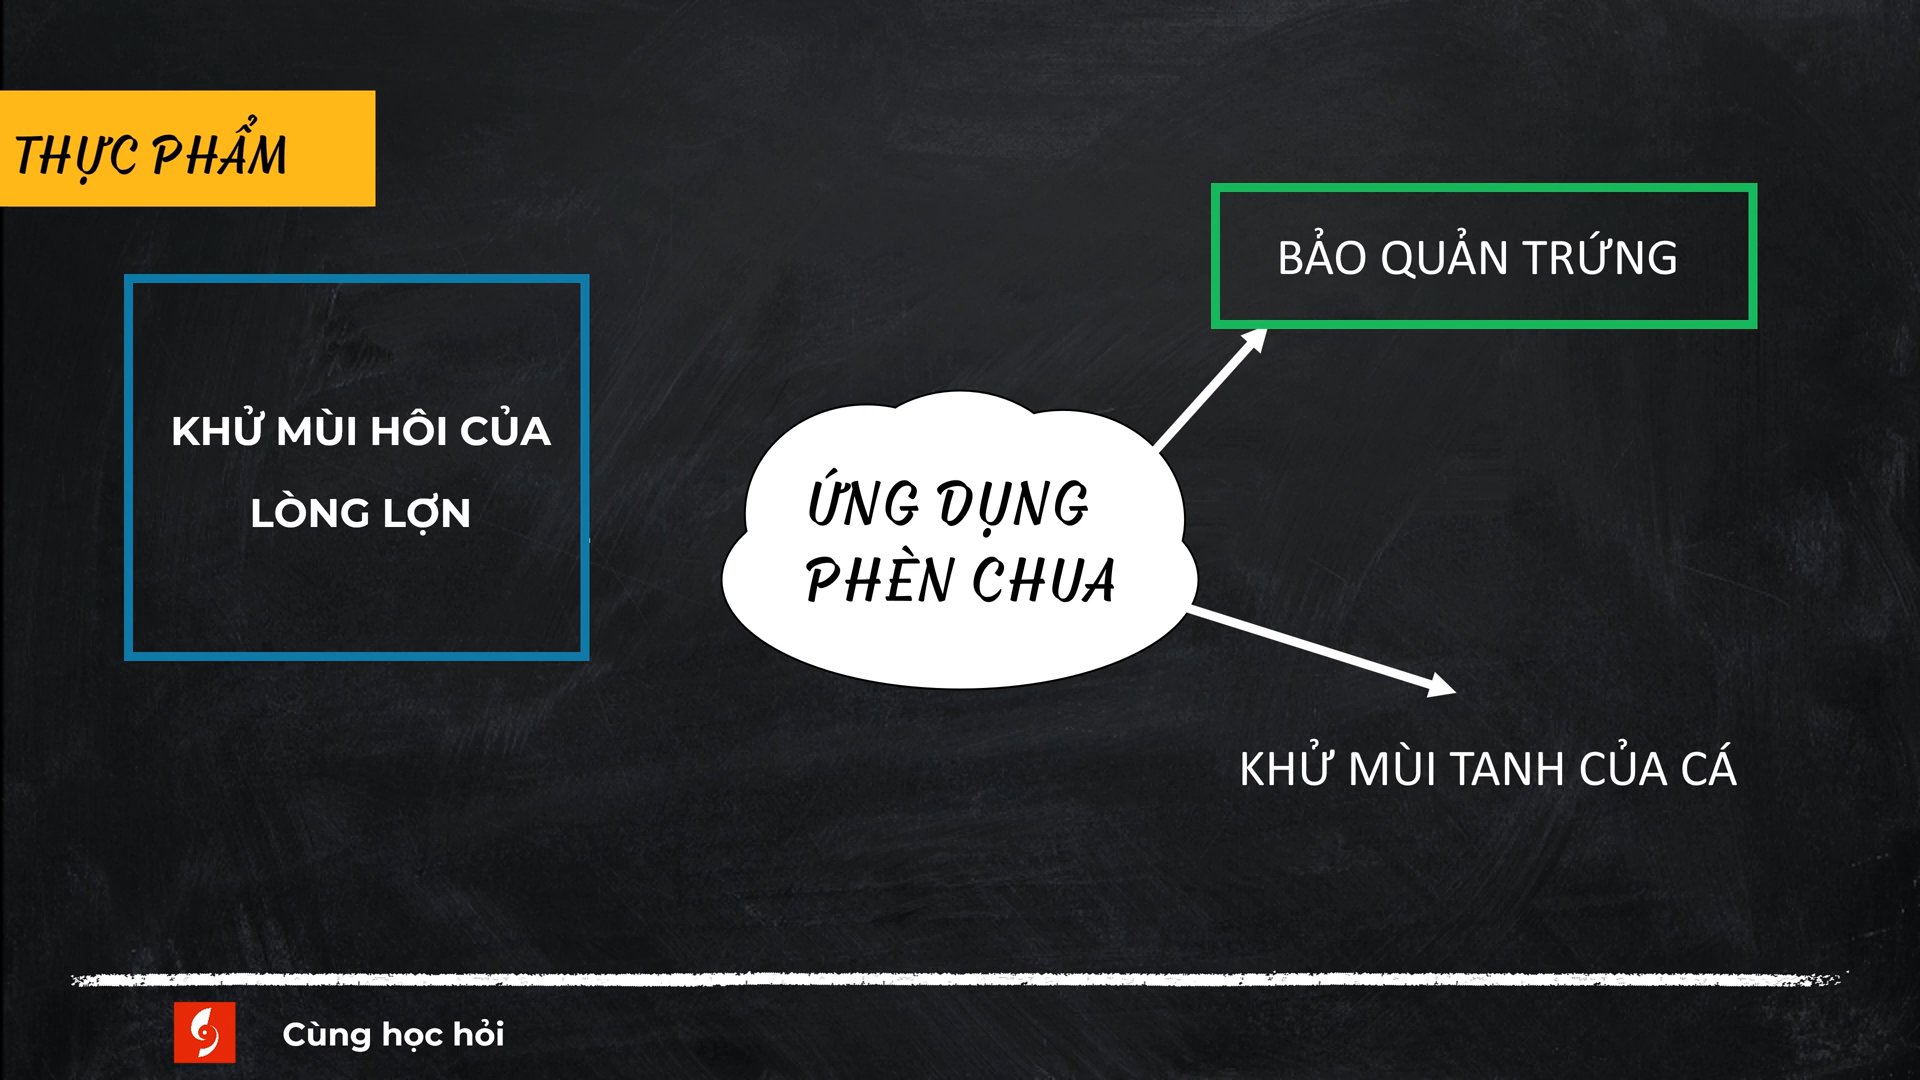 THỰC PHẨM
BẢO QUẢN TRỨNG
KHỬ MÙI HÔI CỦA
LÒNG LỢN
ỨNG DỤNG
PHÈN CHUA
KHỬ MÙI TANH CỦA CÁ
Cùng học hỏi